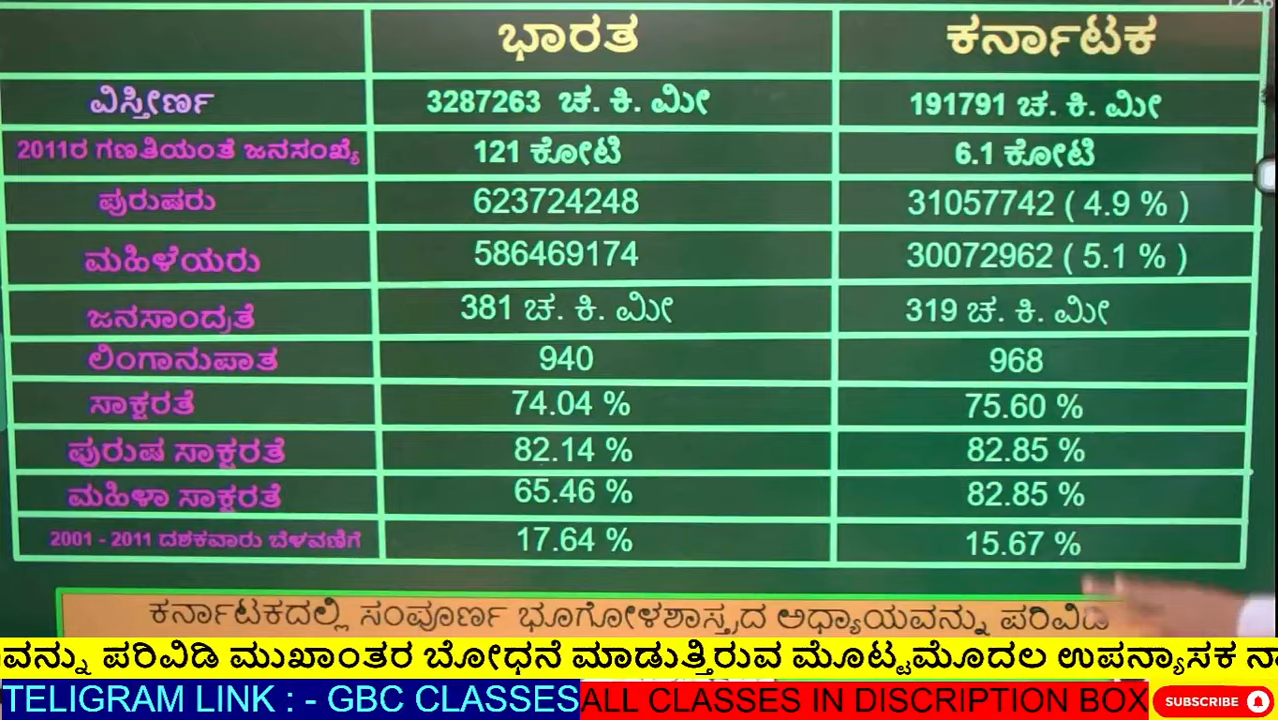 ಭಾರತ ಕರ್ನಾಟಕ
ವಿಸ್ತೀರ್ಣ 3287263 ಚ. ಕಿ. ಮೀ 191791 ಚ. ಕಿ. ಮೀ
2011ರ ಗಣತಿಯಂತೆ ಜನಸಂಖ್ಯೆ 121 ಕೋಟಿ 6.1 ಕೋಟಿ
ಪುರುಷರು 623724248 31057742 ( 4.9 % )
ಮಹಿಳೆಯರು 586469174 30072962 ( 5.1 % )
ಜನಸಾಂದ್ರತೆ 381 ಚ. ಕಿ. ಮೀ 319 ಚ. ಕಿ. ಮೀ
ಲಿಂಗಾನುಪಾತ 940 968
ಸಾಕ್ಷರತೆ 74.04 % 75.60 %
ಪುರುಷ ಸಾಕ್ಷರತೆ 82.14 % 82.85 %
ಮಹಿಳಾ ಸಾಕ್ಷರತೆ 65.46 % 82.85 %
2001 - 2011 ದಶಕವಾರು ಬೆಳವಣಿಗೆ 17.64 % 15.67 %
ಕರ್ನಾಟಕದಲ್ಲಿ ಸಂಪೂರ್ಣ ಭೂಗೋಳಶಾಸ್ತ್ರದ ಅಧ್ಯಾಯವನ್ನು ಪರಿವಿಡಿ
ವನ್ನು ಪರಿವಿಡಿ ಮುಖಾಂತರ ಬೋಧನೆ ಮಾಡುತ್ತಿರುವ ಮೊಟ್ಟಮೊದಲ ಉಪನ್ಯಾಸಕ ನಾ
TELIGRAM LINK : - GBC CLASSES ALL CLASSES IN DISCRIPTION BOX SUBSCRIBE